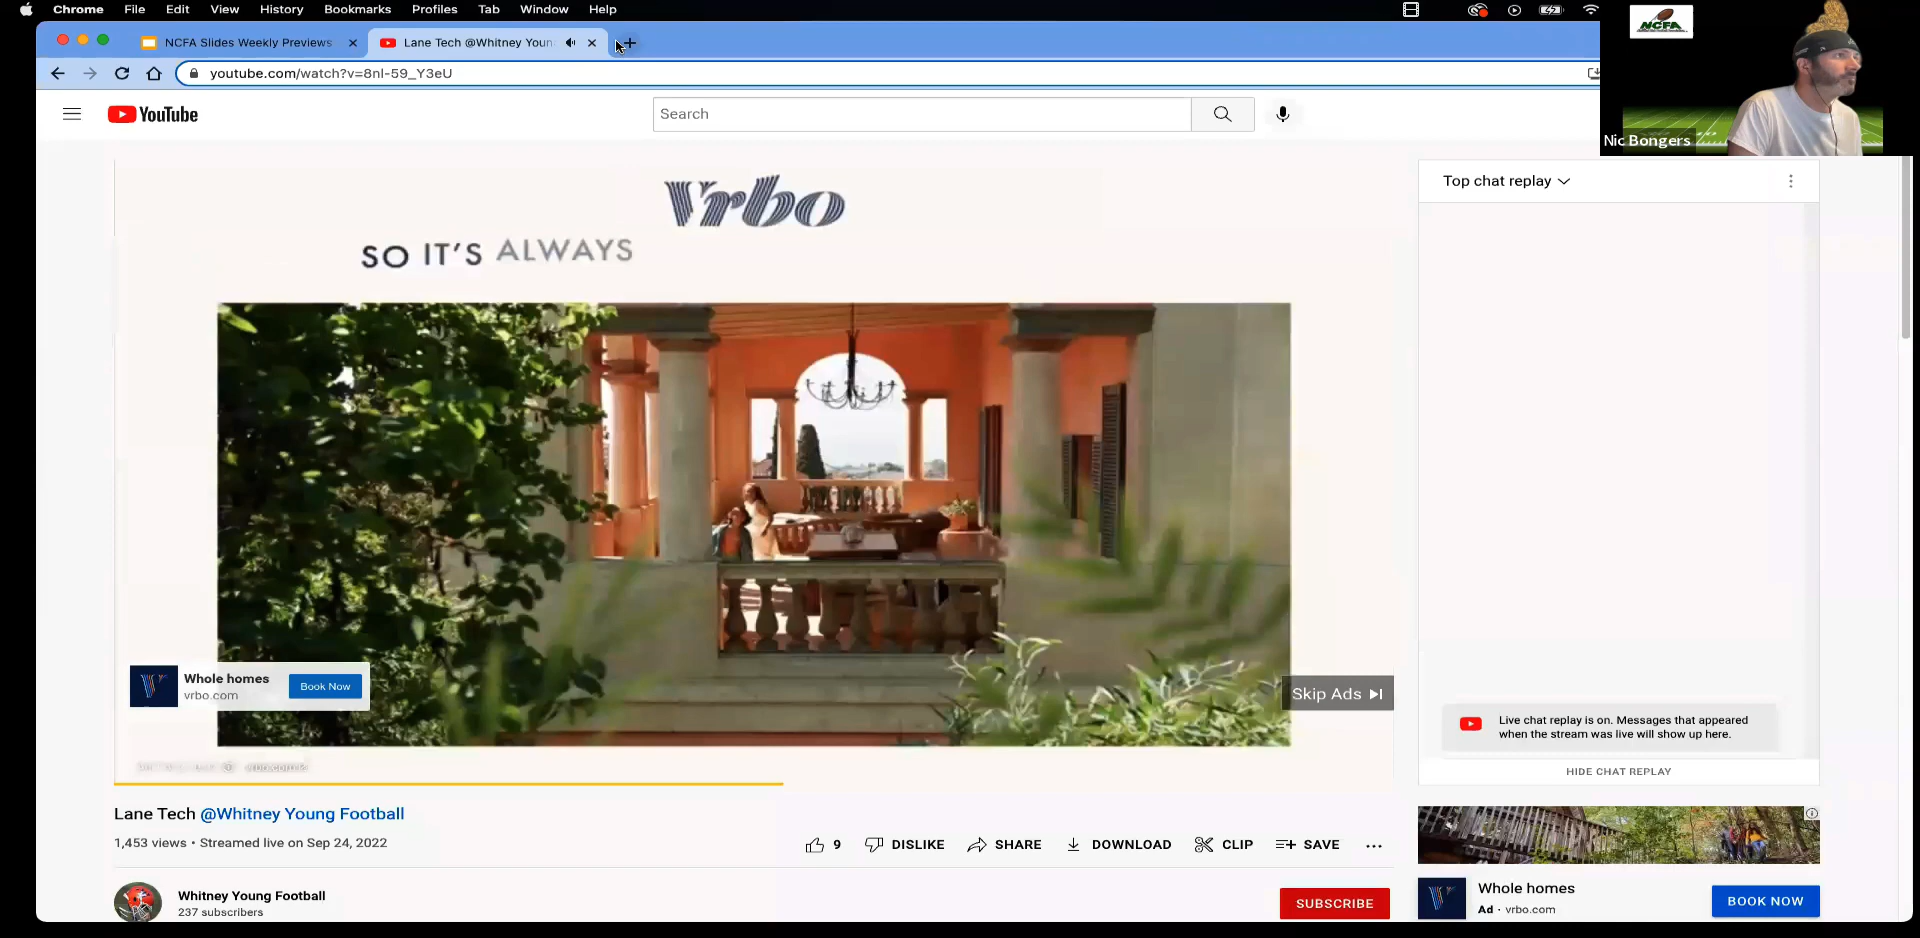 Chrome File Edit View History Bookmarks Profiles Tab Window Help
NCFA
NCFA Slides Weekly Previews
Lane Tech @Whitney Youn
youtube.com/watch?v=8nl-59_Y3eU
YouTube
Search
Nic Bongers
Vrbo
SO IT'S ALWAYS
Top chat replay
Whole homes
vrbo.com
Book Now
Skip Ads
Live chat replay is on. Messages that appeared
when the stream was live will show up here.
HIDE CHAT REPLAY
Lane Tech @Whitney Young Football
1,453 views • Streamed live on Sep 24, 2022
9 DISLIKE SHARE DOWNLOAD CLIP SAVE
Whitney Young Football
237 subscribers
SUBSCRIBE
Whole homes
Ad · vrbo.com
BOOK NOW